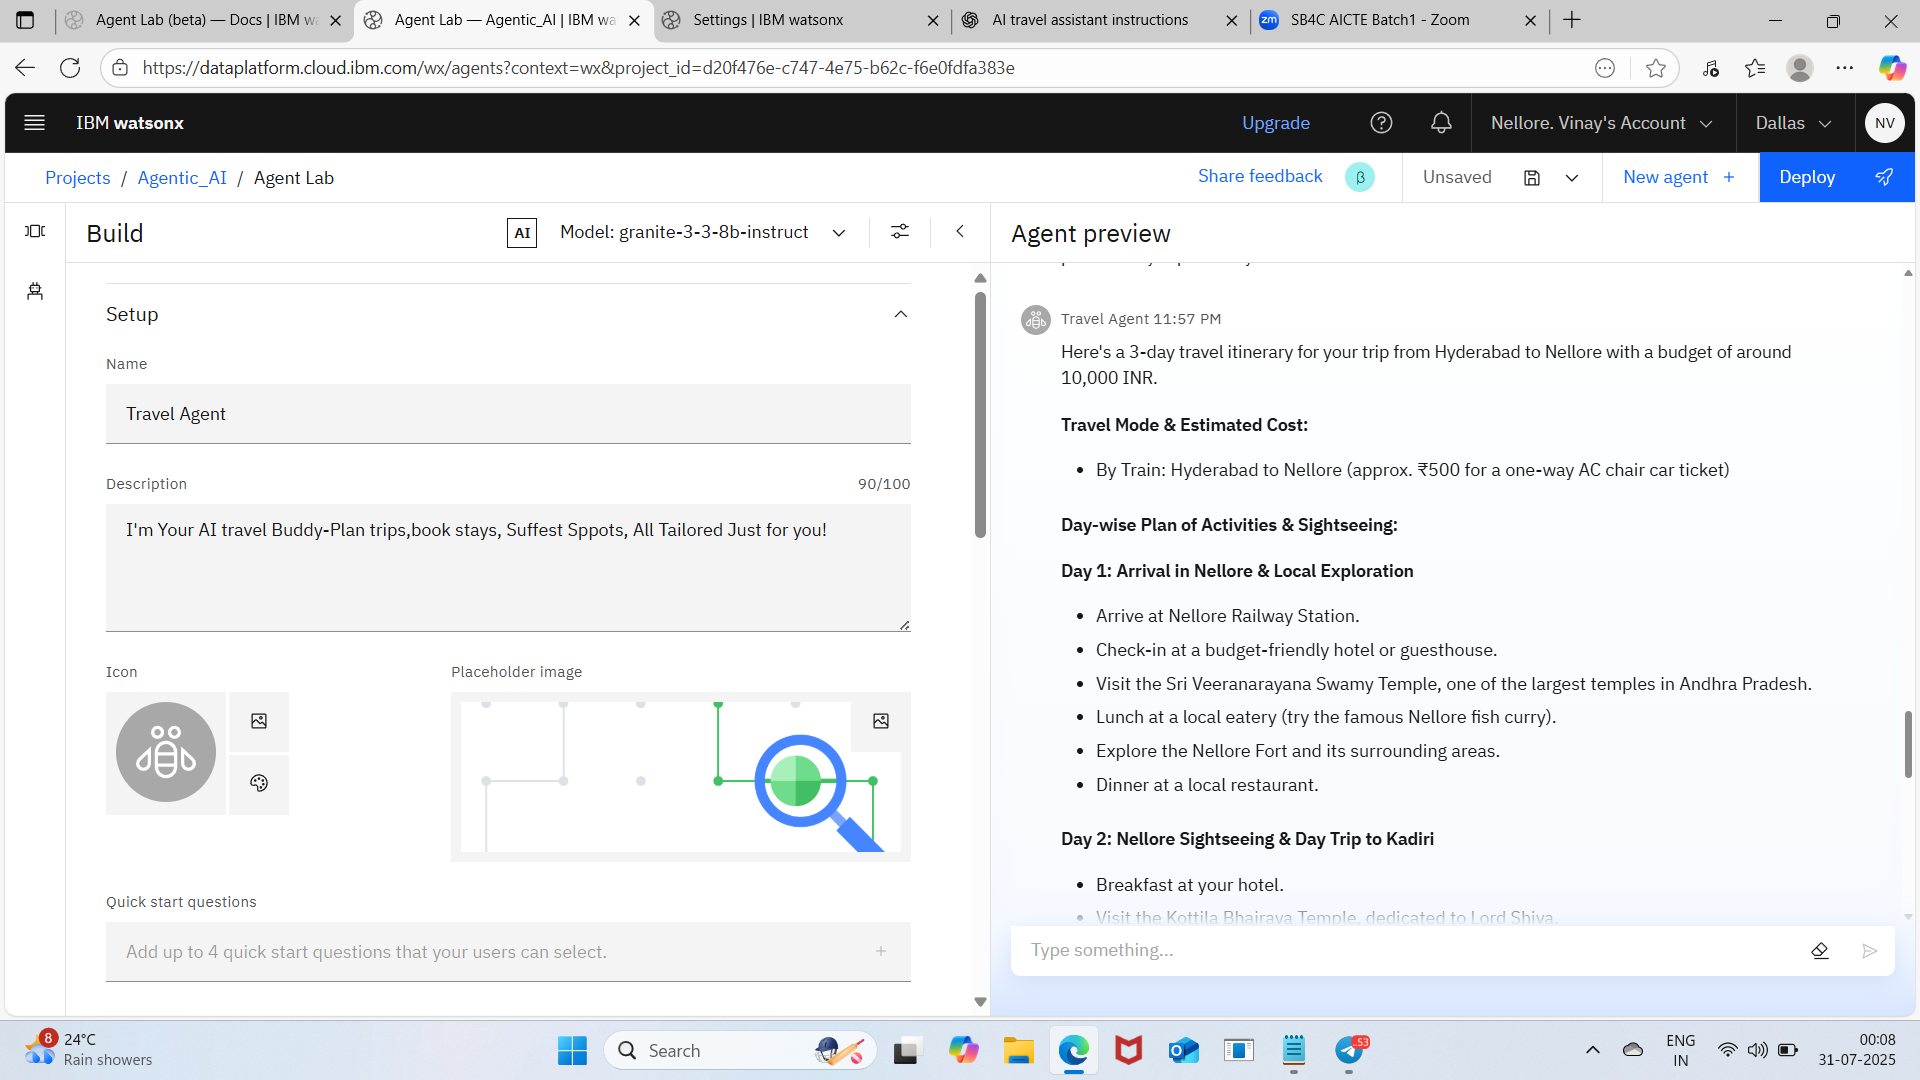 Agent Lab (beta) — Docs | IBM wa
Agent Lab — Agentic_AI | IBM wa
Settings | IBM watsonx
AI travel assistant instructions
zm
SB4C AICTE Batch1 - Zoom
https://dataplatform.cloud.ibm.com/wx/agents?context=wx&project_id=d20f476e-c747-4e75-b62c-f6e0fdfa383e
IBM watsonx
Upgrade
Nellore. Vinay's Account
Dallas
NV
Projects / Agentic_AI / Agent Lab
Share feedback
β
Unsaved
New agent +
Deploy
Build
AI
Model: granite-3-3-8b-instruct
Agent preview
Setup
Name
Travel Agent
Description
90/100
I'm Your AI travel Buddy-Plan trips,book stays, Suffest Sppots, All Tailored Just for you!
Icon
Placeholder image
Quick start questions
Add up to 4 quick start questions that your users can select.
Travel Agent 11:57 PM
Here's a 3-day travel itinerary for your trip from Hyderabad to Nellore with a budget of around
10,000 INR.
Travel Mode & Estimated Cost:
• By Train: Hyderabad to Nellore (approx. ₹500 for a one-way AC chair car ticket)
Day-wise Plan of Activities & Sightseeing:
Day 1: Arrival in Nellore & Local Exploration
• Arrive at Nellore Railway Station.
• Check-in at a budget-friendly hotel or guesthouse.
• Visit the Sri Veeranarayana Swamy Temple, one of the largest temples in Andhra Pradesh.
• Lunch at a local eatery (try the famous Nellore fish curry).
• Explore the Nellore Fort and its surrounding areas.
• Dinner at a local restaurant.
Day 2: Nellore Sightseeing & Day Trip to Kadiri
• Breakfast at your hotel.
• Visit the Kottila Bhairava Temple, dedicated to Lord Shiva.
Type something...
8
24°C
Rain showers
Search
53
ENG
IN
00:08
31-07-2025